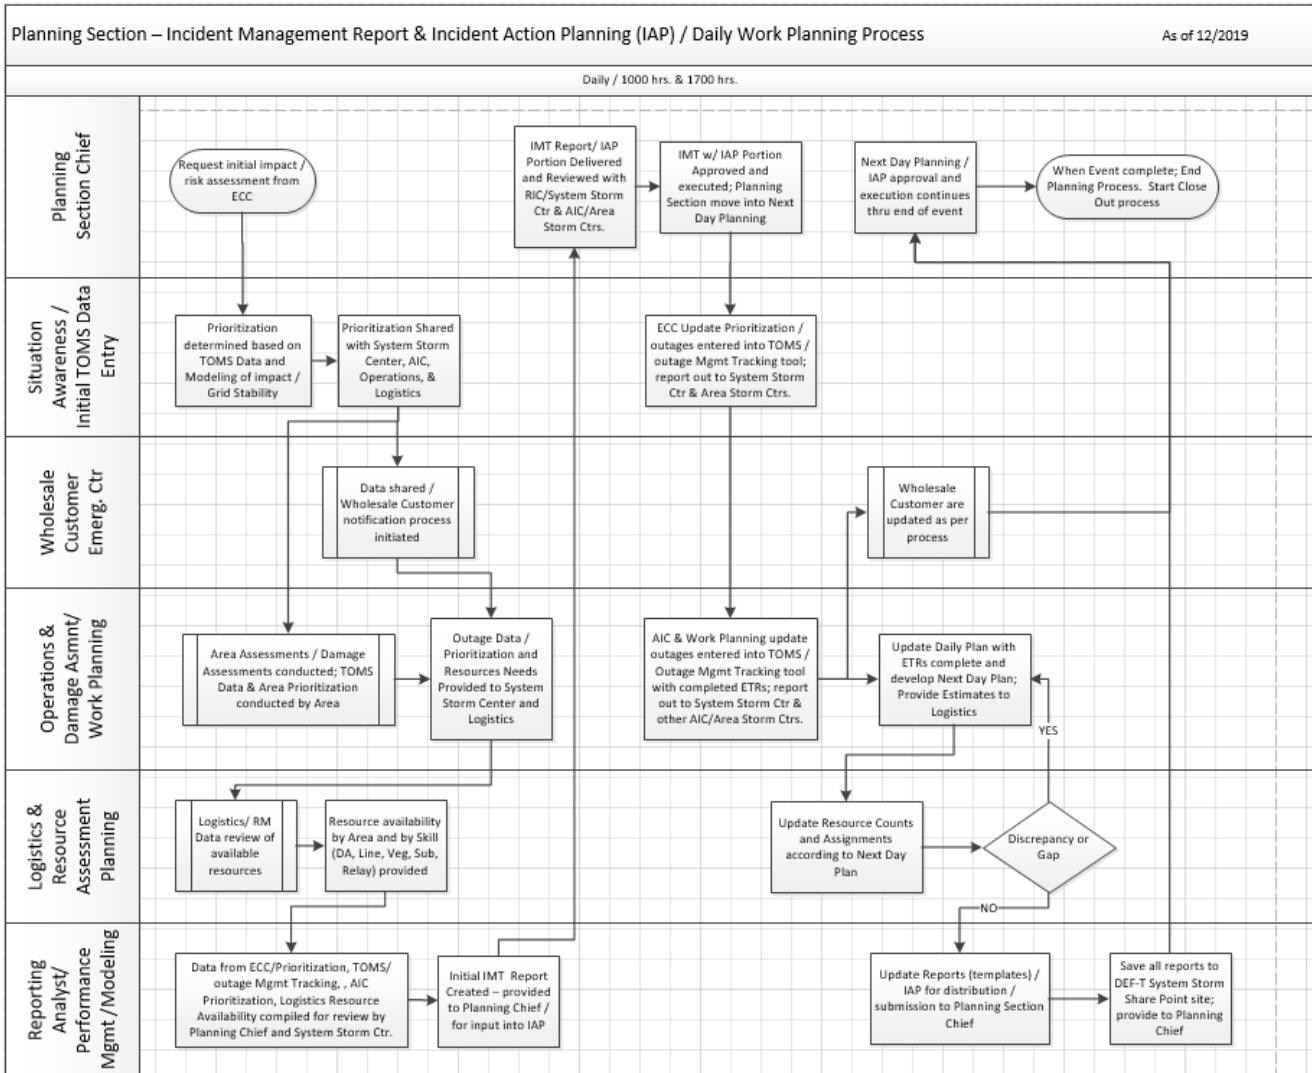 Planning Section – Incident Management Report & Incident Action Planning (IAP) / Daily Work Planning Process
As of 12/2019
Daily / 1000 hrs. & 1700 hrs.
Planning
Section Chief
Request initial impact /
risk assessment from
ECC
IMT Report/ IAP
Portion Delivered
and Reviewed with
RIC/System Storm
Ctr & AIC/Area
Storm Ctrs.
IMT w/ IAP Portion
Approved and
executed; Planning
Section move into Next
Day Planning
Next Day Planning /
IAP approval and
execution continues
thru end of event
When Event complete; End
Planning Process.  Start Close
Out process
Situation
Awareness /
Initial TOMS Data
Entry
Prioritization
determined based on
TOMS Data and
Modeling of impact /
Grid Stability
Prioritization Shared
with System Storm
Center, AIC,
Operations, &
Logistics
ECC Update Prioritization /
outages entered into TOMS /
outage Mgmt Tracking tool;
report out to System Storm
Ctr & Area Storm Ctrs.
Wholesale
Customer
Emerg. Ctr
Data shared /
Wholesale Customer
notification process
initiated
Wholesale
Customer are
updated as per
process
Operations &
Damage Asmnt/
Work Planning
Area Assessments / Damage
Assessments conducted; TOMS
Data & Area Prioritization
conducted by Area
Outage Data /
Prioritization and
Resources Needs
Provided to System
Storm Center and
Logistics
AIC & Work Planning update
outages entered into TOMS /
Outage Mgmt Tracking tool
with completed ETRs; report
out to System Storm Ctr &
other AIC/Area Storm Ctrs.
Update Daily Plan with
ETRs complete and
develop Next Day Plan;
Provide Estimates to
Logistics
YES
Logistics &
Resource
Assessment
Planning
Logistics/ RM
Data review of
available
resources
Resource availability
by Area and by Skill
(DA, Line, Veg, Sub,
Relay) provided
Update Resource Counts
and Assignments
according to Next Day
Plan
Discrepancy or
Gap
NO
Reporting
Analyst/
Performance
Mgmt /Modeling
Data from ECC/Prioritization, TOMS/
outage Mgmt Tracking, , AIC
Prioritization, Logistics Resource
Availability compiled for review by
Planning Chief and System Storm Ctr.
Initial IMT  Report
Created – provided
to Planning Chief /
for input into IAP
Update Reports (templates) /
IAP for distribution /
submission to Planning Section
Chief
Save all reports to
DEF-T System Storm
Share Point site;
provide to Planning
Chief